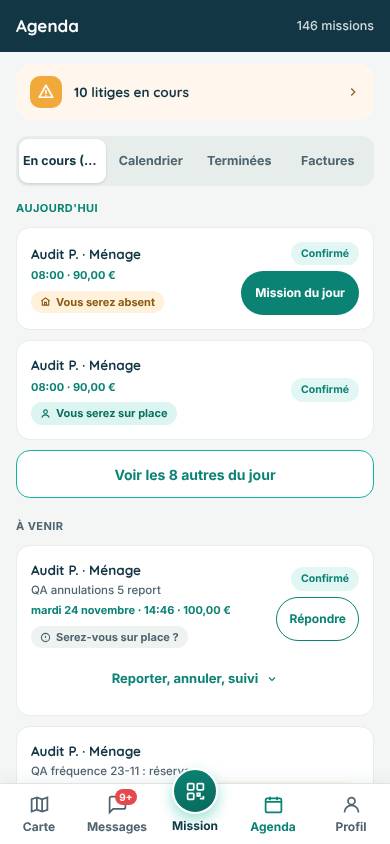 Agenda
146 missions
10 litiges en cours
En cours (...
Calendrier
Terminées
Factures
AUJOURD'HUI
Audit P. · Ménage
Confirmé
08:00 · 90,00 €
Mission du jour
Vous serez absent
Audit P. · Ménage
08:00 · 90,00 €
Confirmé
Vous serez sur place
Voir les 8 autres du jour
À VENIR
Audit P. · Ménage
Confirmé
QA annulations 5 report
mardi 24 novembre · 14:46 · 100,00 €
Répondre
Serez-vous sur place ?
Reporter, annuler, suivi
Audit P. · Ménage
QA fréquence 23-11 : réserv
9+
Carte
Messages
Mission
Agenda
Profil